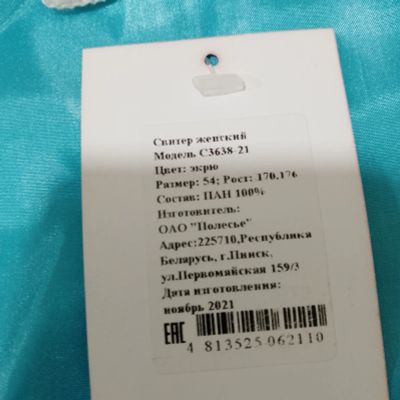 Свитер женский
Модель С3638-21
Цвет: экрю
Размер: 54; Рост: 170,176
Состав: ПАН 100%
Изготовитель:
ОАО "Полесье"
Адрес:225710,Республика
Беларусь, г.Пинск,
ул.Первомайская 159/3
Дата изготовления:
ноябрь 2021
ЕАС
4 813525 062110